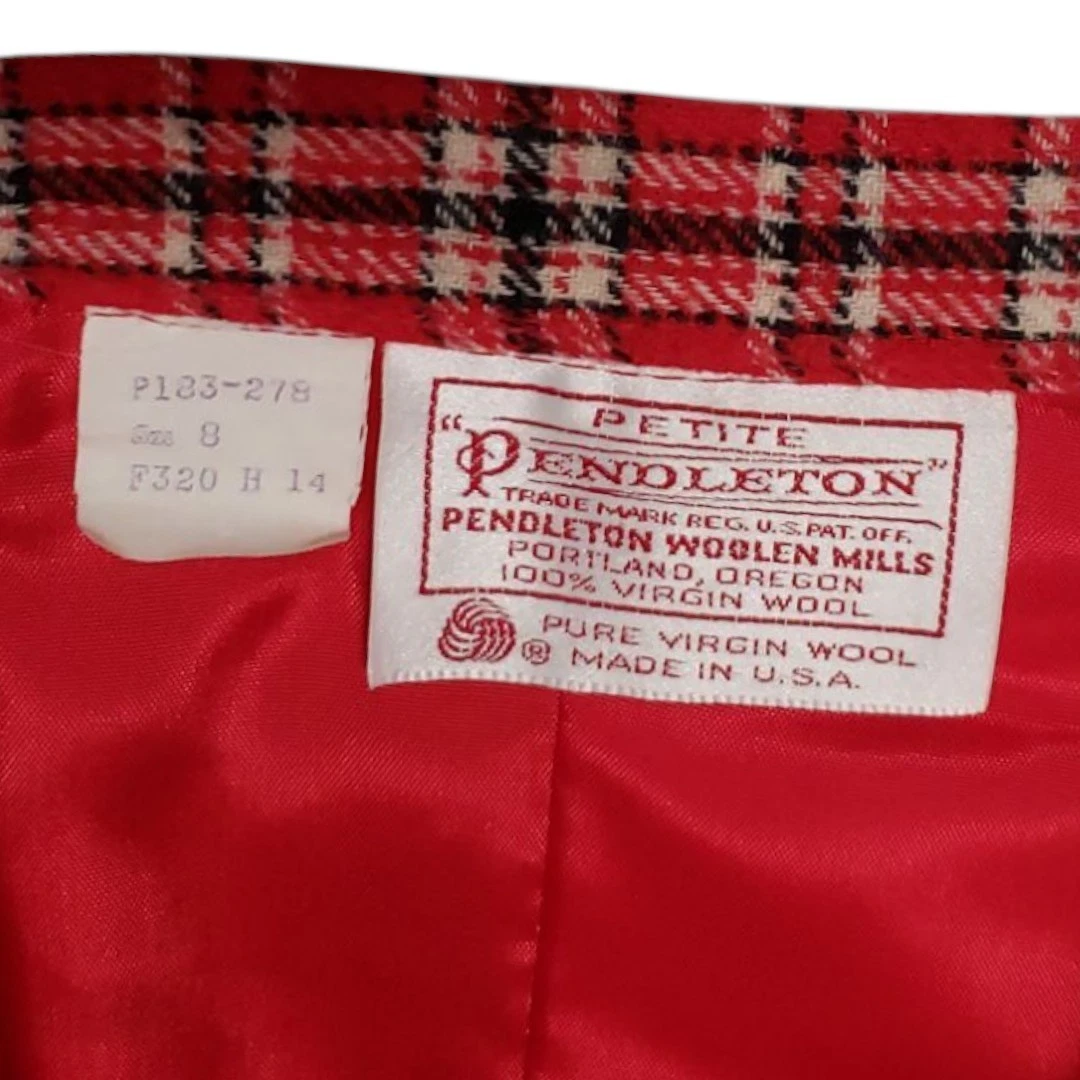 P183-278
Size 8
F320 H 14
PETITE
"PENDLETON"
TRADE MARK REG. U.S. PAT. OFF.
PENDLETON WOOLEN MILLS
PORTLAND, OREGON
100% VIRGIN WOOL
PURE VIRGIN WOOL
® MADE IN U.S.A.